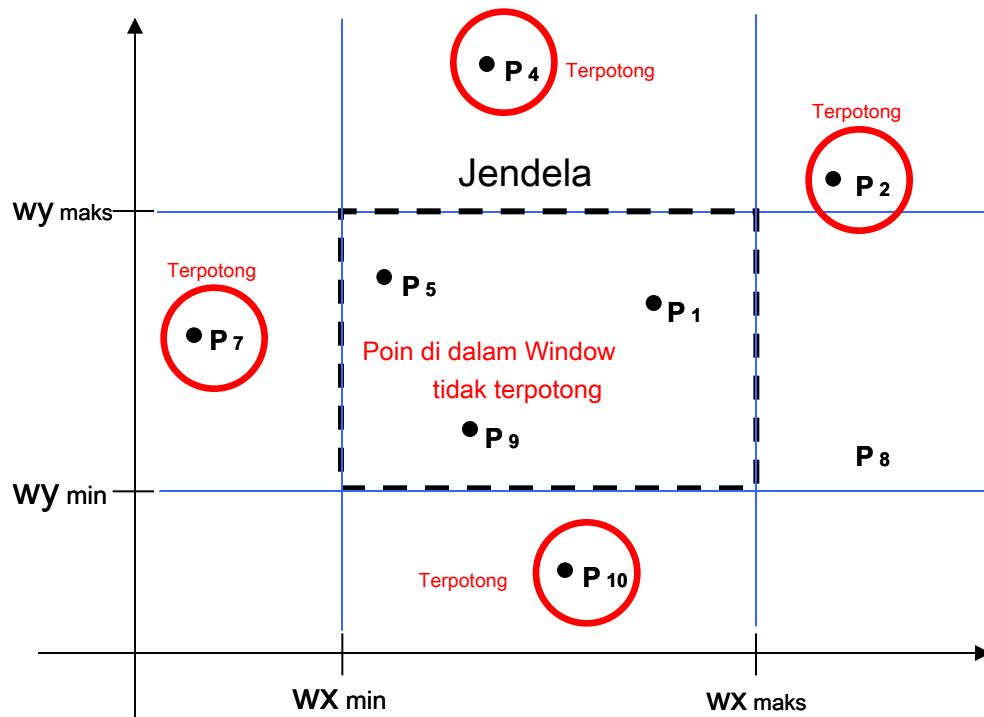 P 4
Terpotong
Terpotong
P 2
Jendela
wy maks
Terpotong
P 5
P 1
P 7
Poin di dalam Window
tidak terpotong
P 9
P 8
wy min
Terpotong
P 10
wx min
wx maks